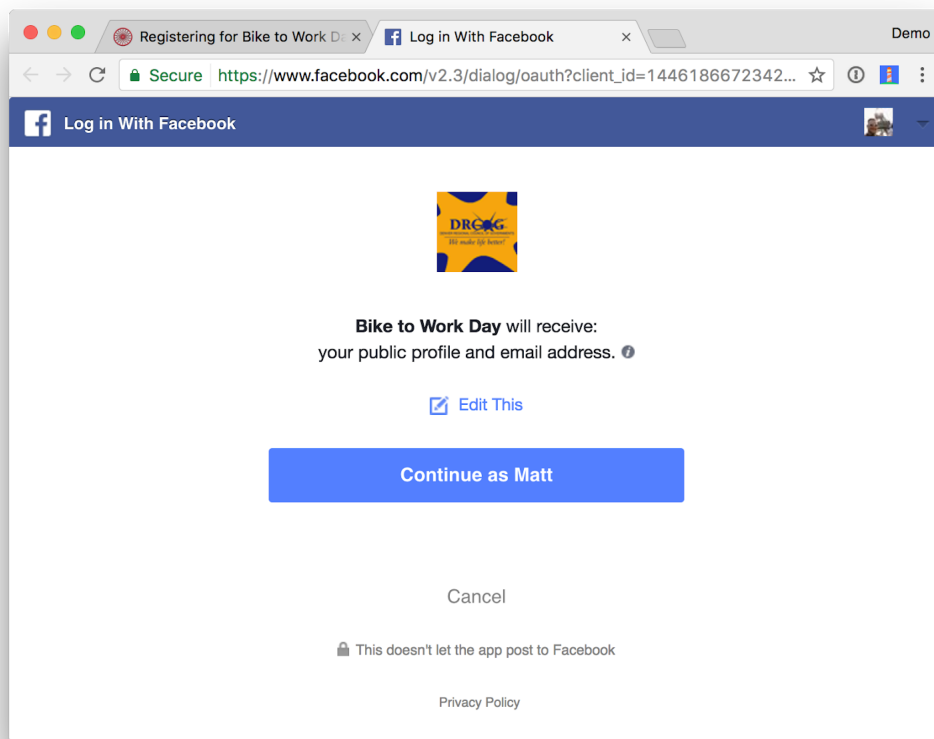 Registering for Bike to Work Da
Log in With Facebook
Demo
Secure
https://www.facebook.com/v2.3/dialog/oauth?client_id=1446186672342...
Log in With Facebook
DRCOG
We make life better!
Bike to Work Day will receive:
your public profile and email address.
Edit This
Continue as Matt
Cancel
This doesn't let the app post to Facebook
Privacy Policy